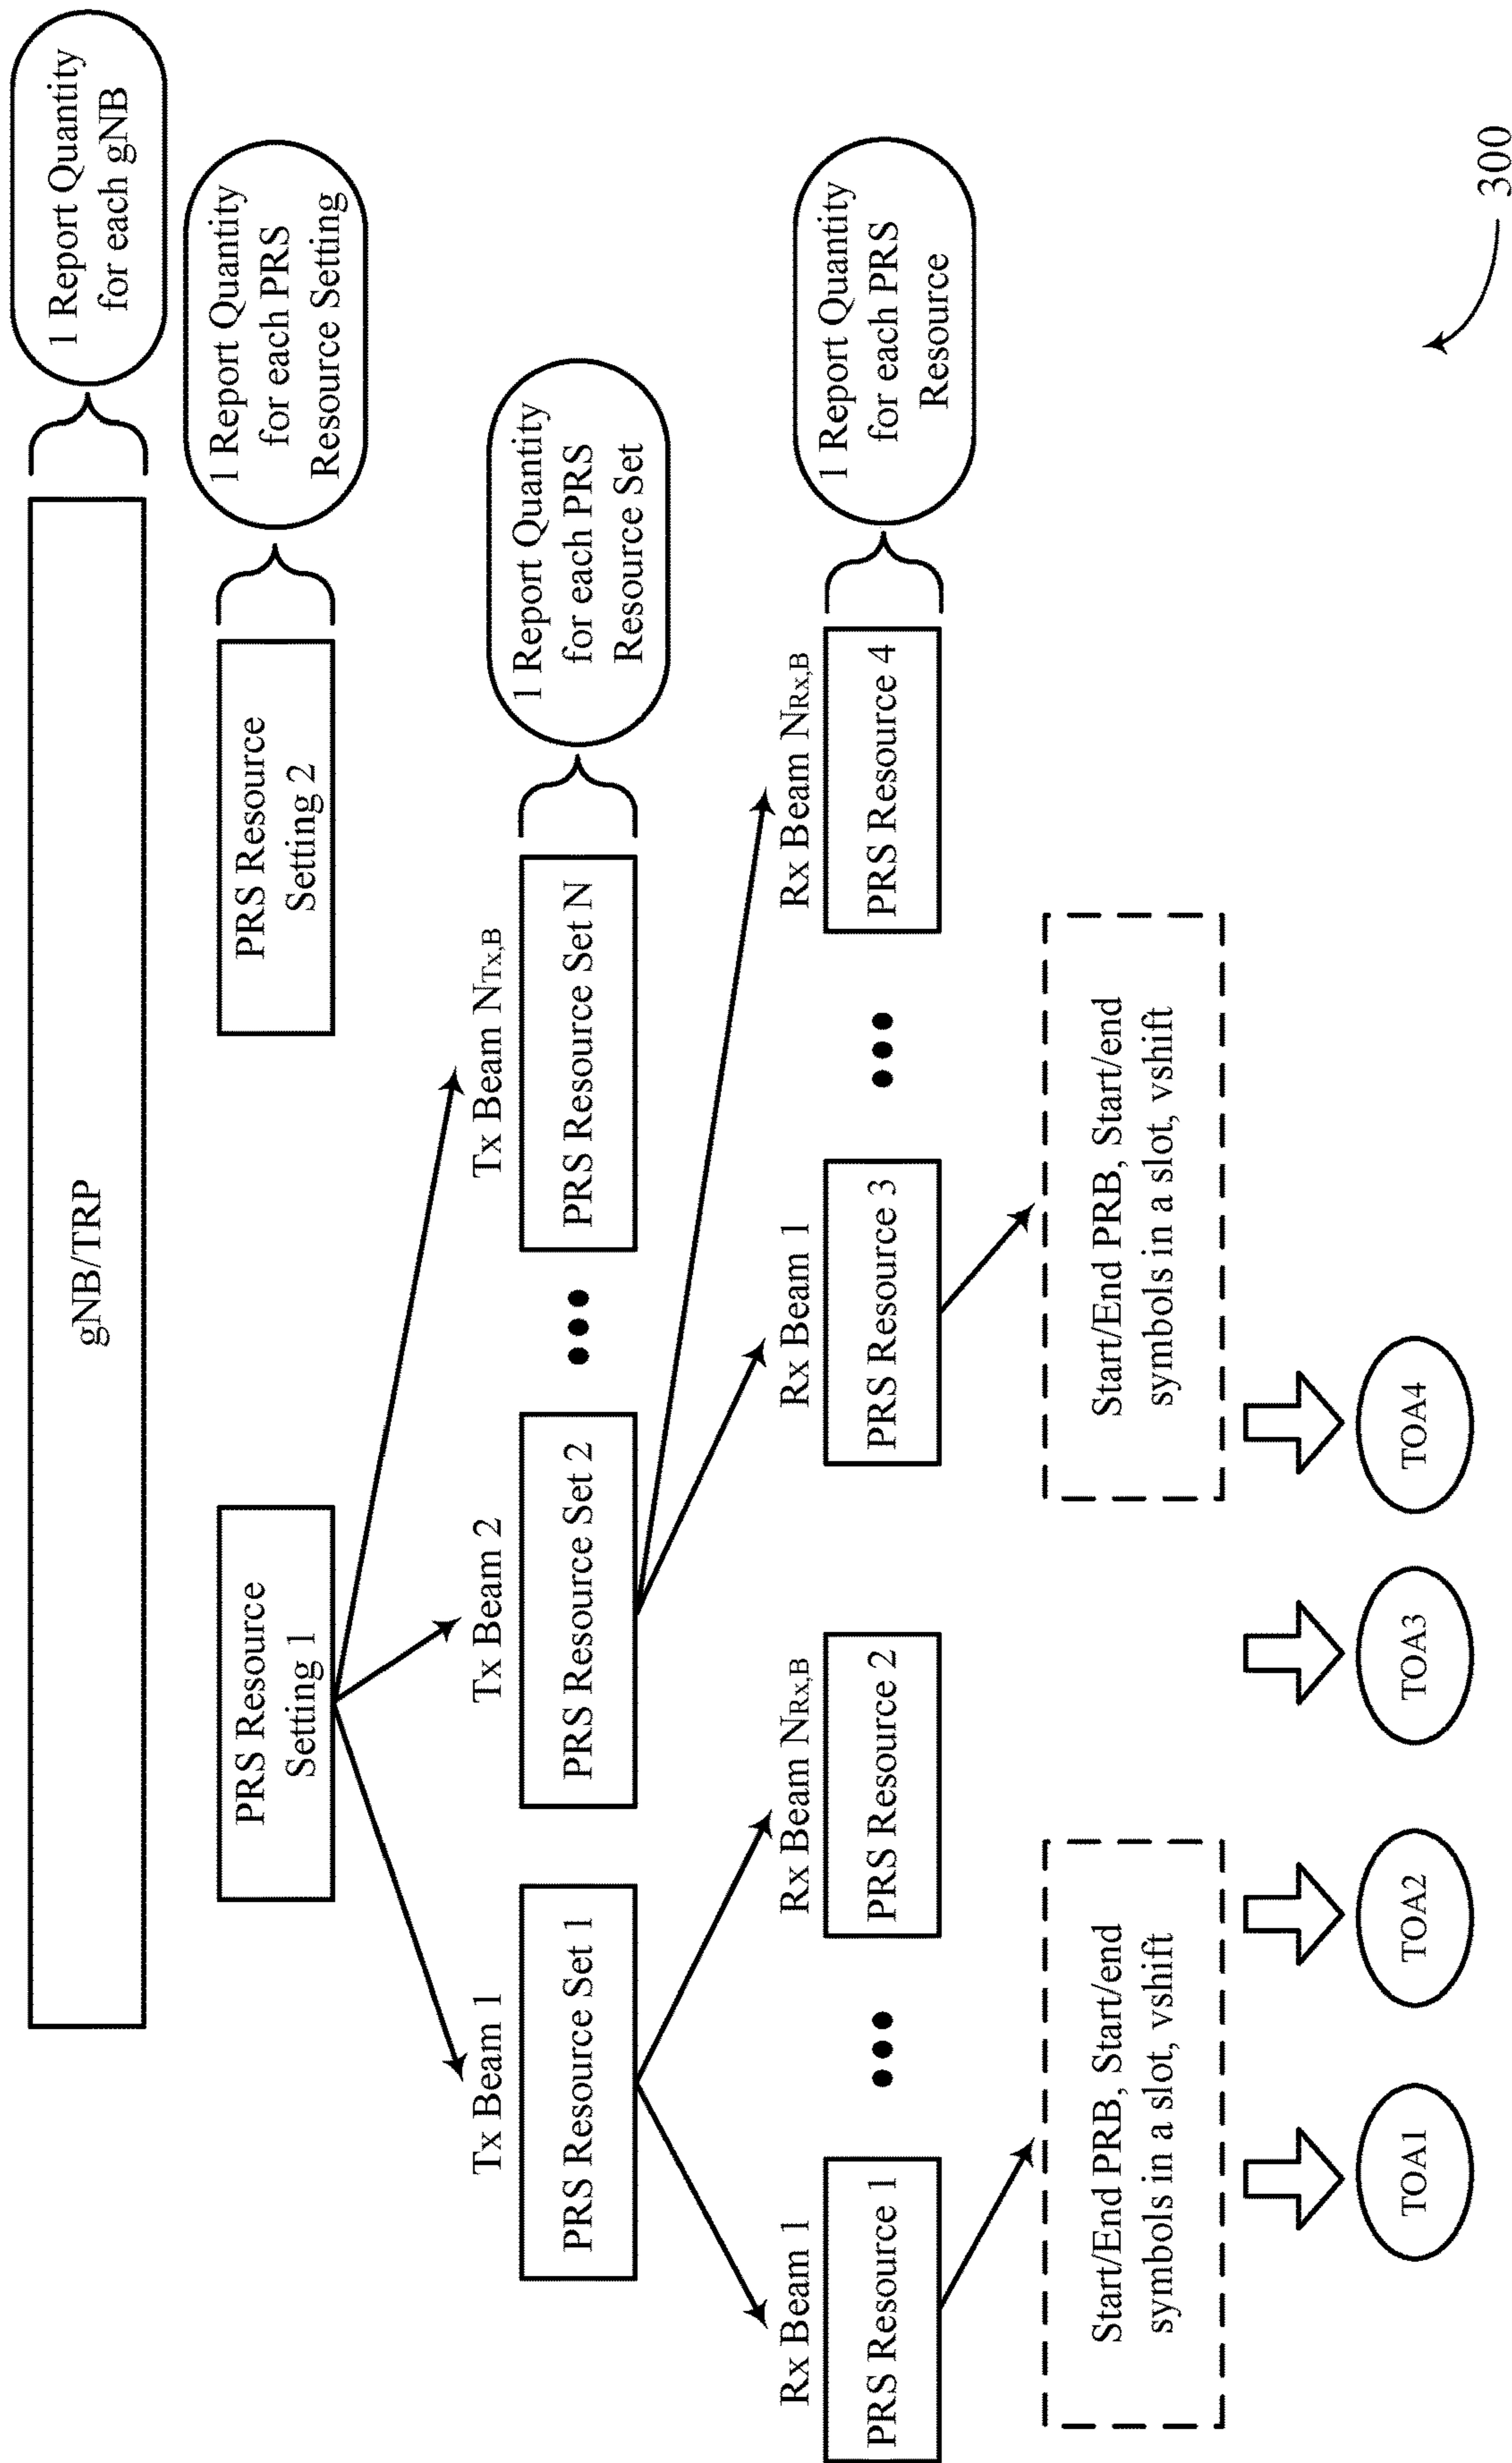 gNB/TRP
1 Report Quantity
for each gNB
PRS Resource
Setting 1
PRS Resource
Setting 2
1 Report Quantity
for each PRS
Resource Setting
Tx Beam 1
Tx Beam 2
Tx Beam NTx,B
PRS Resource Set 1
PRS Resource Set 2
PRS Resource Set N
1 Report Quantity
for each PRS
Resource Set
Rx Beam 1
Rx Beam NRx,B
Rx Beam 1
Rx Beam NRx,B
PRS Resource 1
PRS Resource 2
PRS Resource 3
PRS Resource 4
1 Report Quantity
for each PRS
Resource
Start/End PRB, Start/end
symbols in a slot, vshift
Start/End PRB, Start/end
symbols in a slot, vshift
TOA1
TOA2
TOA3
TOA4
300